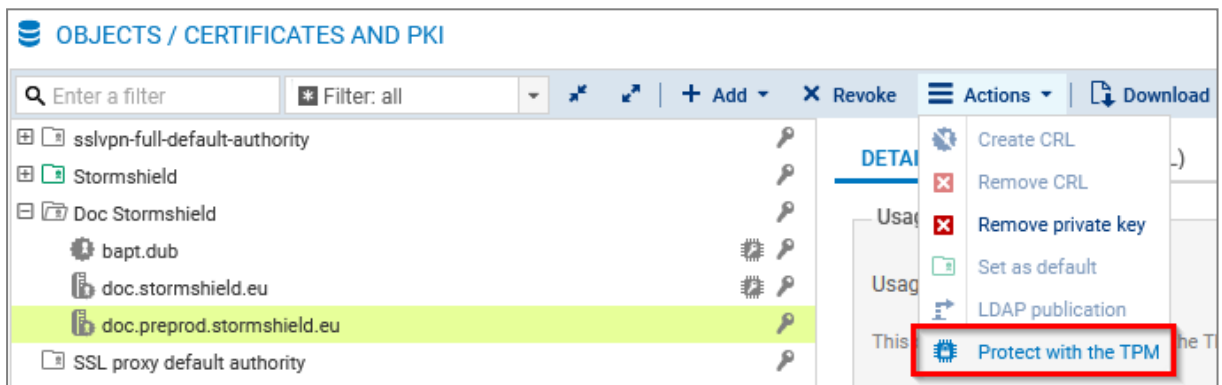 OBJECTS / CERTIFICATES AND PKI
Enter a filter Filter: all Add Revoke Actions Download
sslvpn-full-default-authority
Stormshield
Doc Stormshield
bapt.dub
doc.stormshield.eu
doc.preprod.stormshield.eu
SSL proxy default authority
Create CRL
Remove CRL
Remove private key
Set as default
LDAP publication
Protect with the TPM